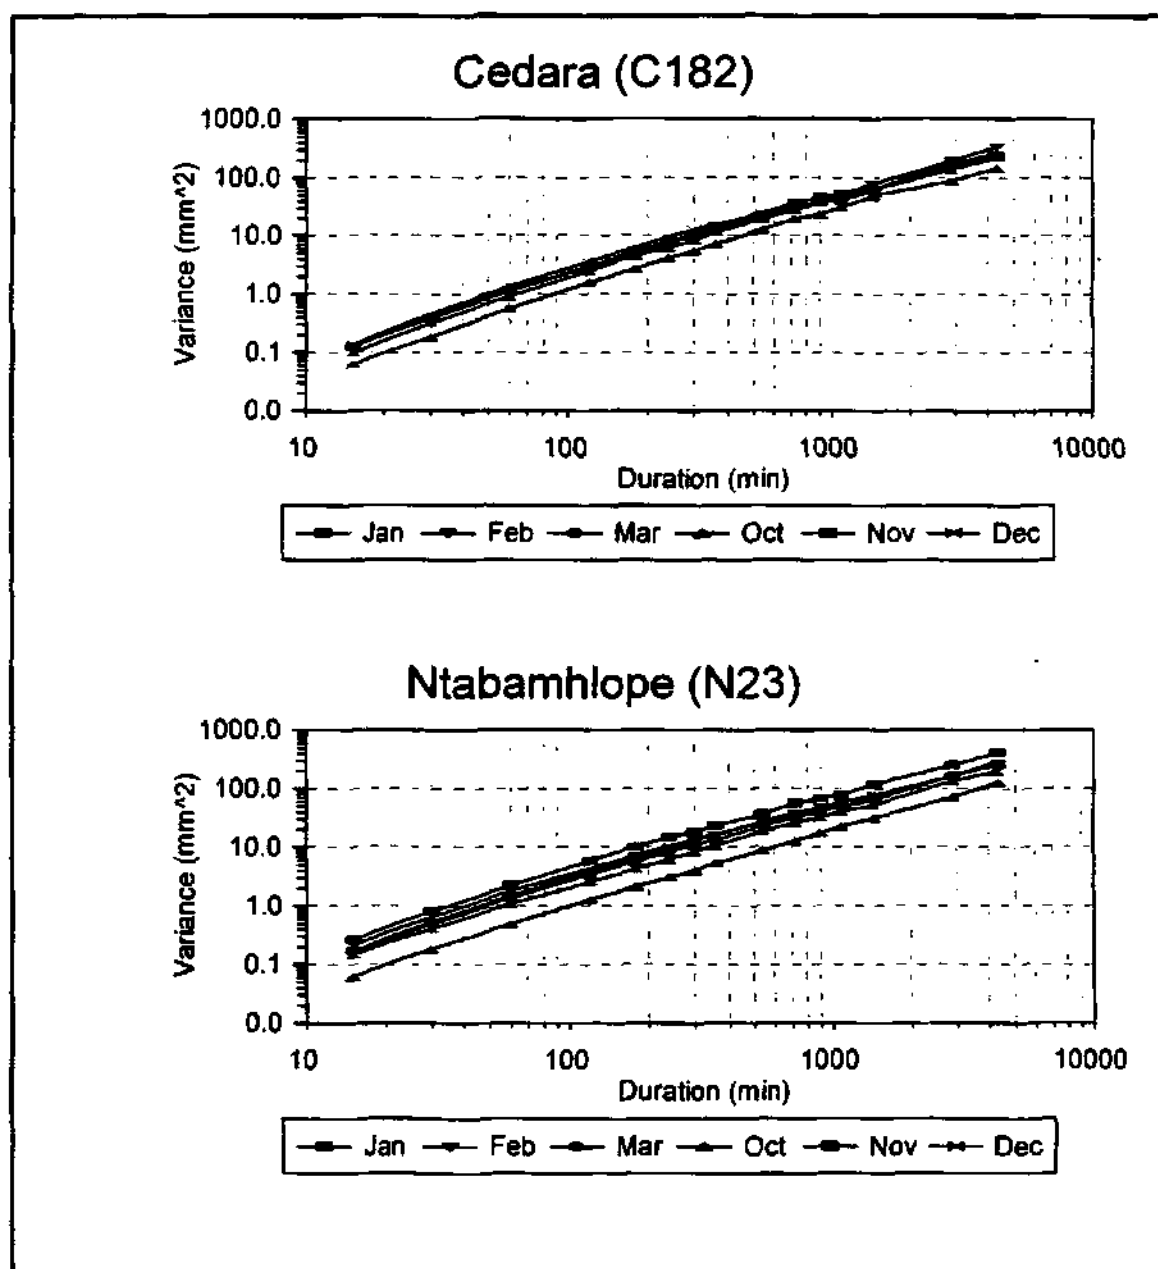 Cedara (C182)
1000.0
100.0
10.0
1.0
0.1
0.0
Variance (mm^2)
10 100 1000 10000
Duration (min)
Jan Feb Mar Oct Nov Dec
Ntabamhlope (N23)
1000.0
100.0
10.0
1.0
0.1
0.0
Variance (mm^2)
10 100 1000 10000
Duration (min)
Jan Feb Mar Oct Nov Dec